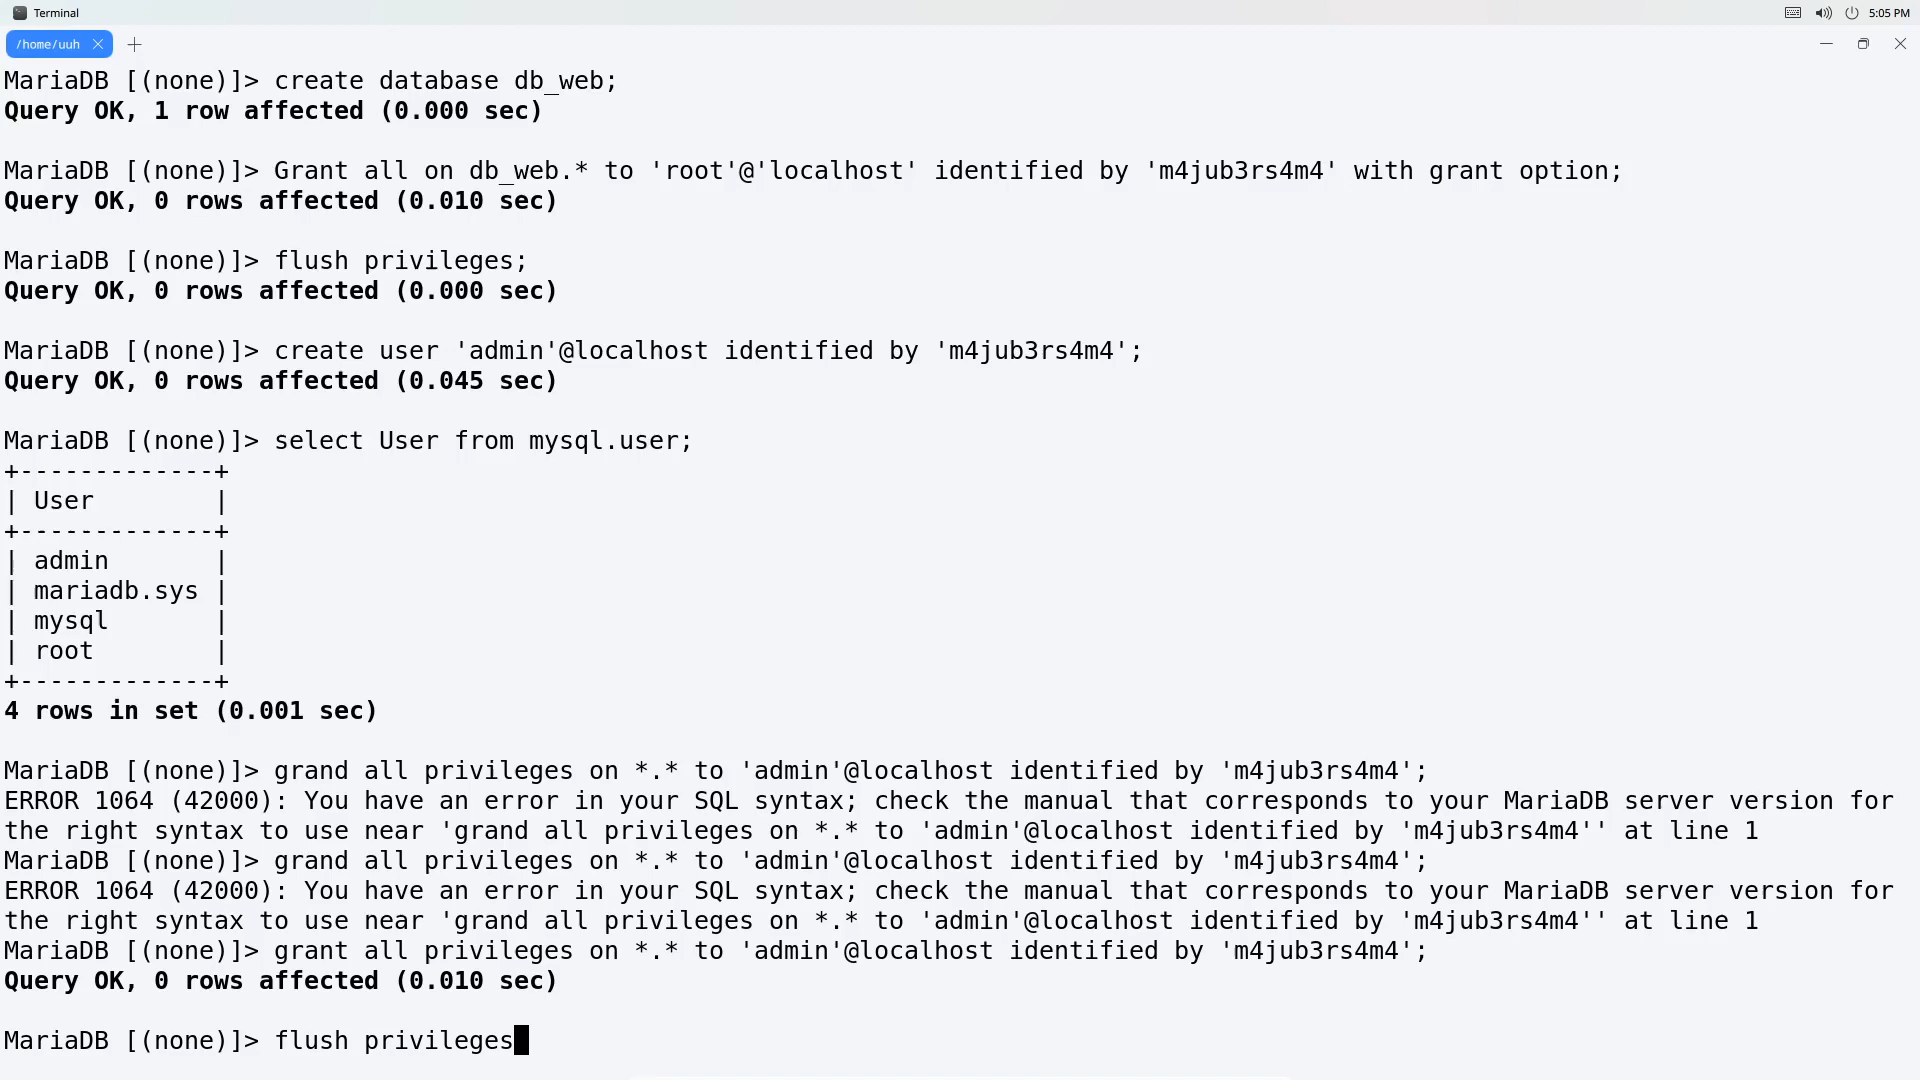 Terminal
5:05 PM
/home/uuh
MariaDB [(none)]> create database db_web;
Query OK, 1 row affected (0.000 sec)
MariaDB [(none)]> Grant all on db_web.* to 'root'@'localhost' identified by 'm4jub3rs4m4' with grant option;
Query OK, 0 rows affected (0.010 sec)
MariaDB [(none)]> flush privileges;
Query OK, 0 rows affected (0.000 sec)
MariaDB [(none)]> create user 'admin'@localhost identified by 'm4jub3rs4m4';
Query OK, 0 rows affected (0.045 sec)
MariaDB [(none)]> select User from mysql.user;
+-------------+
| User        |
+-------------+
| admin       |
| mariadb.sys |
| mysql       |
| root        |
+-------------+
4 rows in set (0.001 sec)
MariaDB [(none)]> grand all privileges on *.* to 'admin'@localhost identified by 'm4jub3rs4m4';
ERROR 1064 (42000): You have an error in your SQL syntax; check the manual that corresponds to your MariaDB server version for
the right syntax to use near 'grand all privileges on *.* to 'admin'@localhost identified by 'm4jub3rs4m4'' at line 1
MariaDB [(none)]> grand all privileges on *.* to 'admin'@localhost identified by 'm4jub3rs4m4';
ERROR 1064 (42000): You have an error in your SQL syntax; check the manual that corresponds to your MariaDB server version for
the right syntax to use near 'grand all privileges on *.* to 'admin'@localhost identified by 'm4jub3rs4m4'' at line 1
MariaDB [(none)]> grant all privileges on *.* to 'admin'@localhost identified by 'm4jub3rs4m4';
Query OK, 0 rows affected (0.010 sec)
MariaDB [(none)]> flush privileges